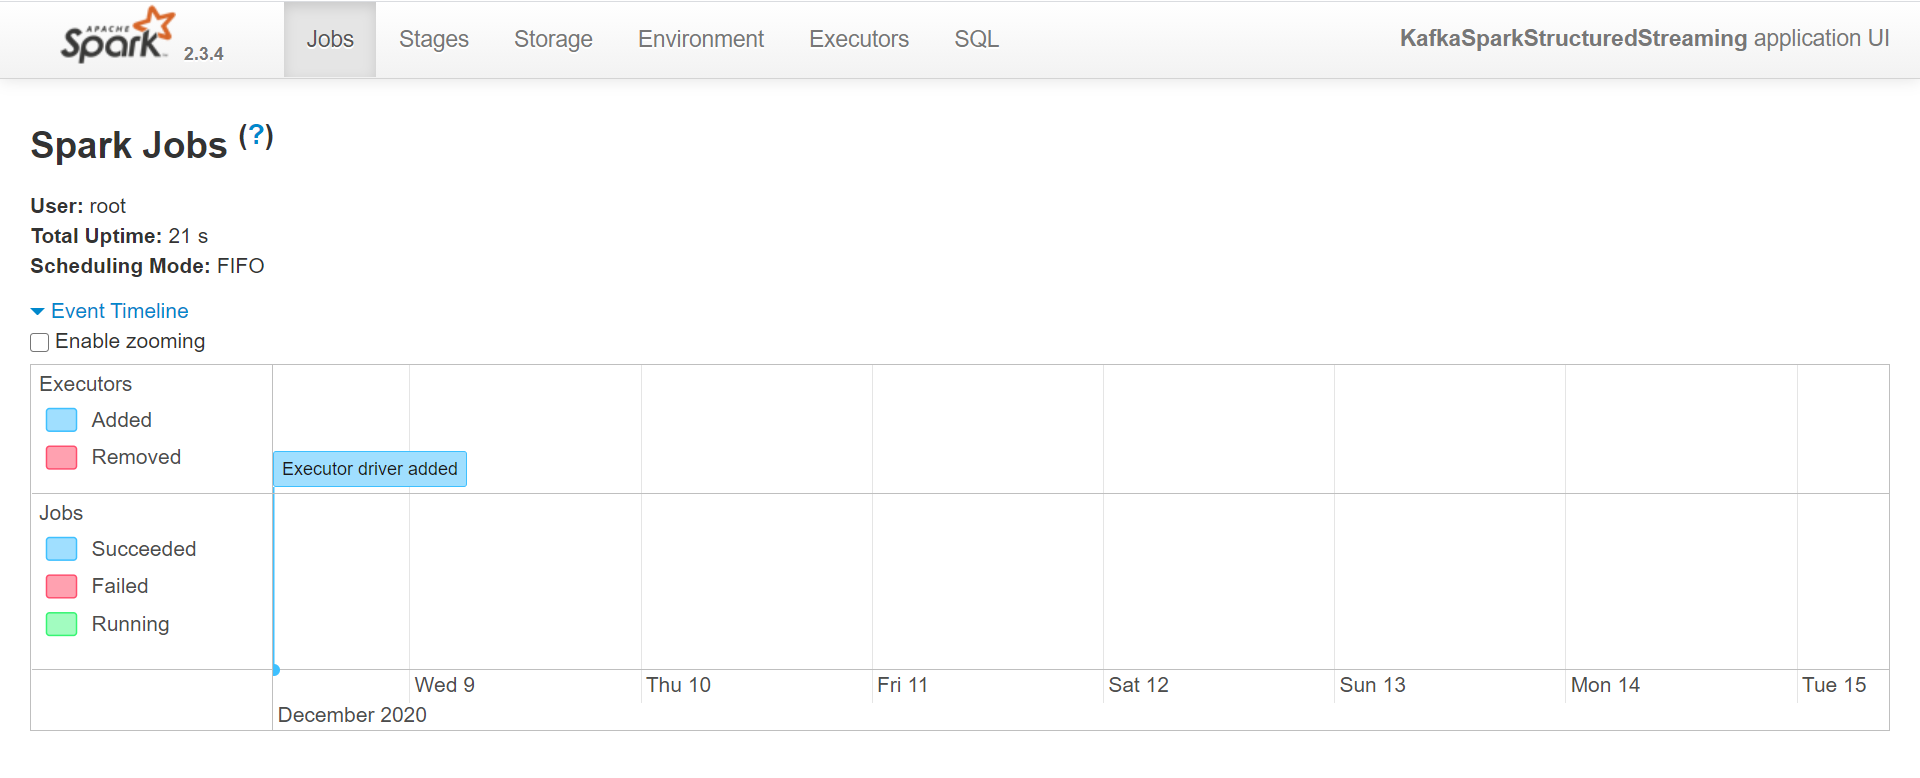 APACHE
Spark 2.3.4 Jobs Stages Storage Environment Executors SQL KafkaSparkStructuredStreaming application UI
Spark Jobs (?)
User: root
Total Uptime: 21 s
Scheduling Mode: FIFO
Event Timeline
Enable zooming
Executors
Added
Removed
Executor driver added
Jobs
Succeeded
Failed
Running
Wed 9 Thu 10 Fri 11 Sat 12 Sun 13 Mon 14 Tue 15
December 2020